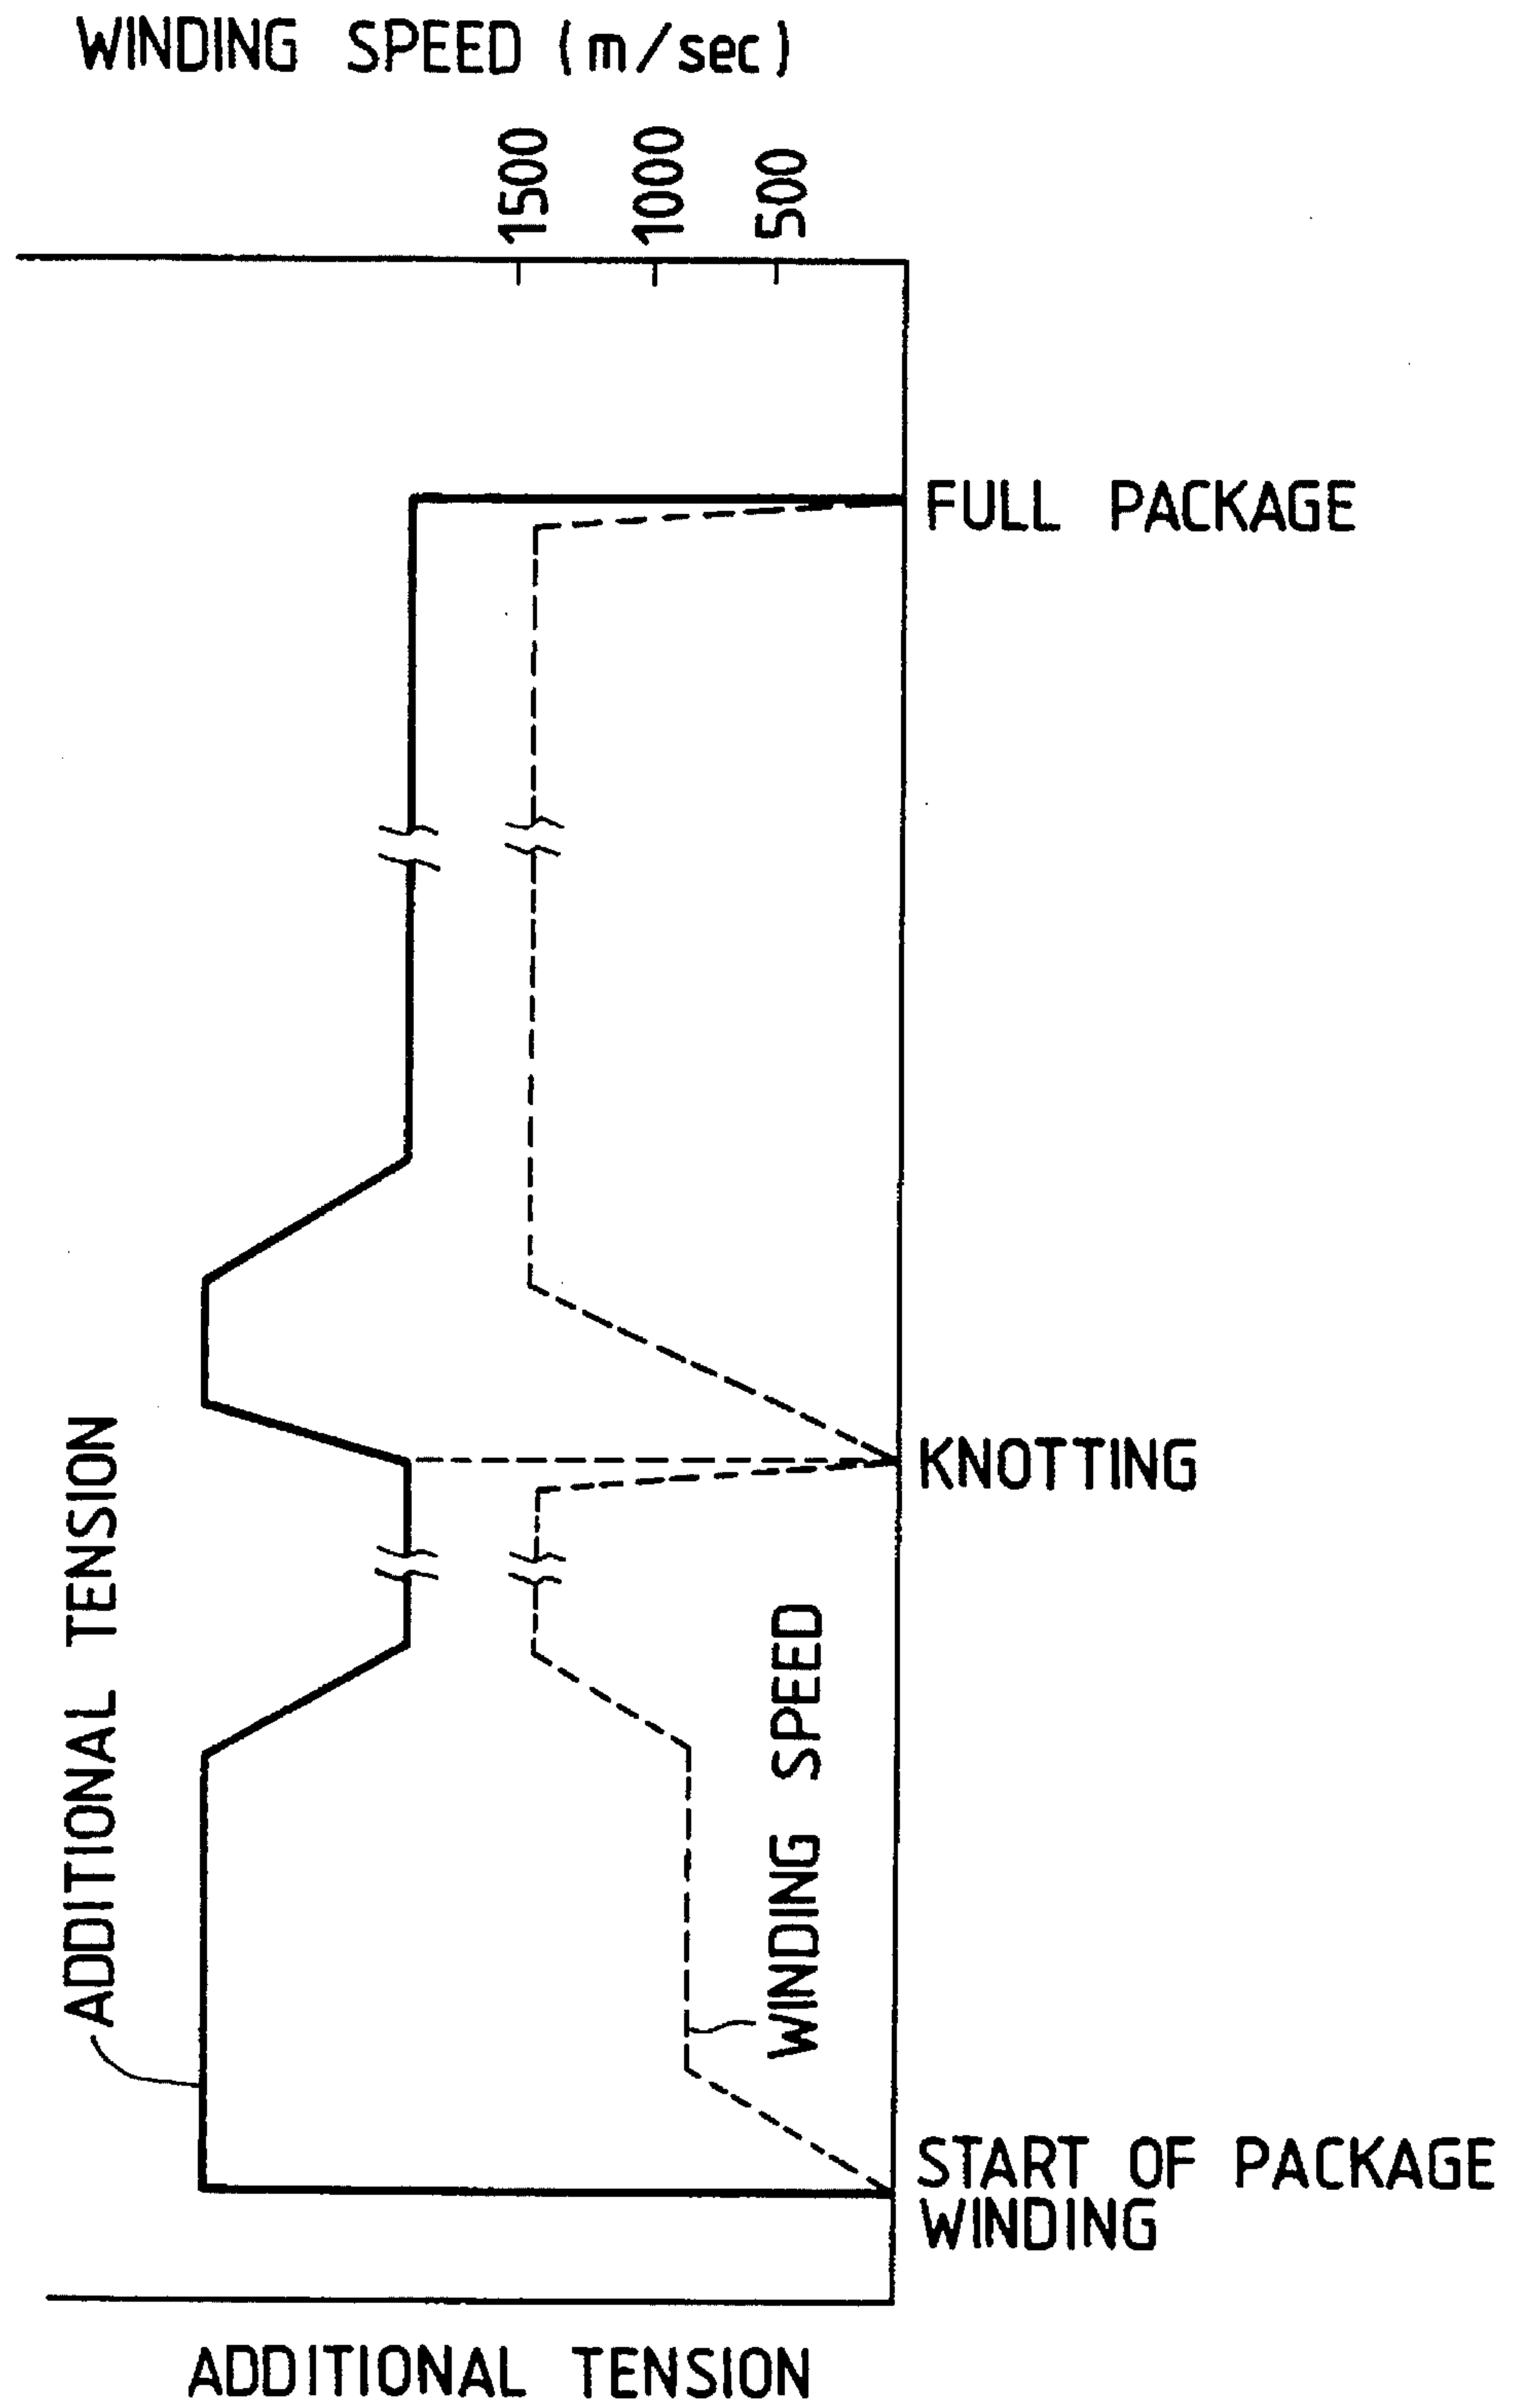 WINDING SPEED (m/sec)
1500
1000
500
FULL PACKAGE
KNOTTING
ADDITIONAL TENSION
WINDING SPEED
START OF PACKAGE
WINDING
ADDITIONAL TENSION